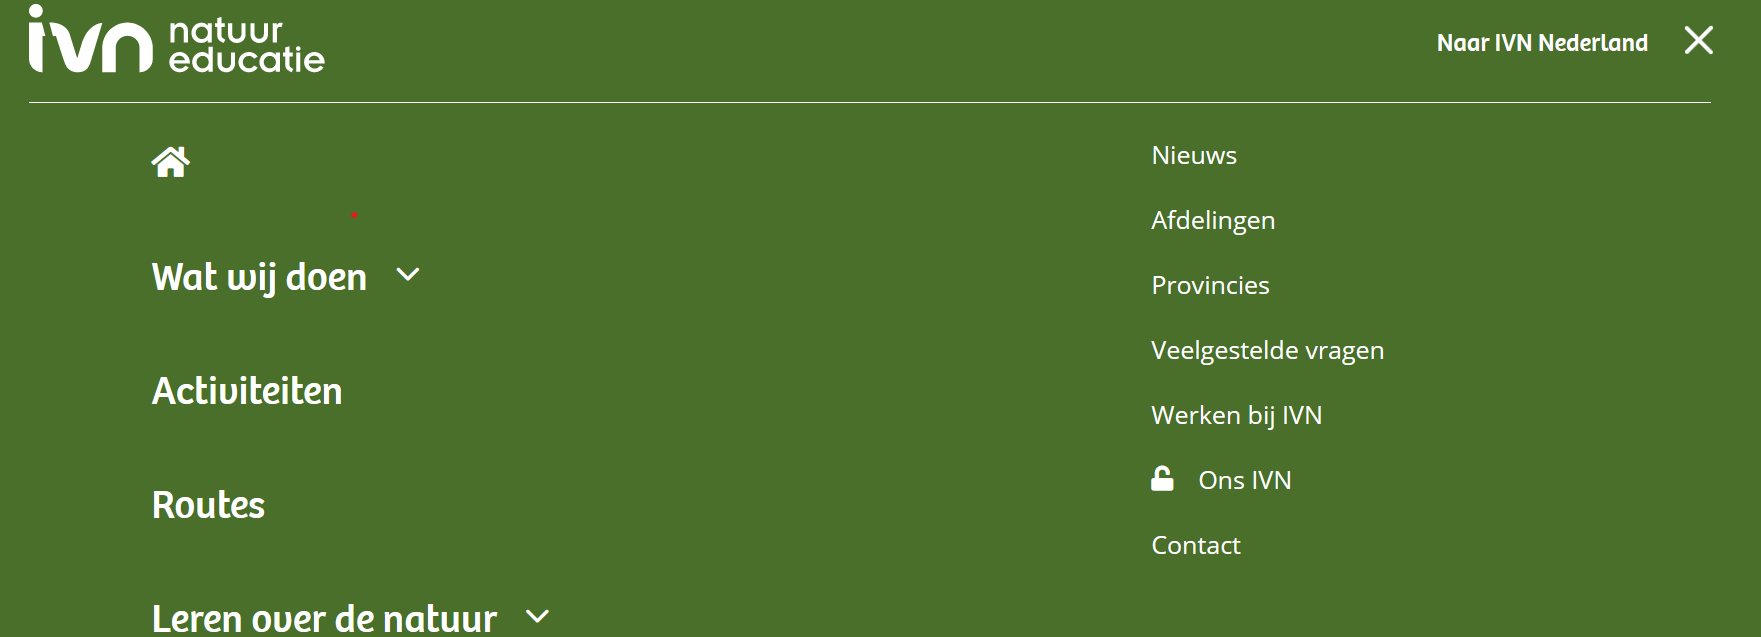 ivn natuur
educatie
Naar IVN Nederland
Wat wij doen
Activiteiten
Routes
Leren over de natuur
Nieuws
Afdelingen
Provincies
Veelgestelde vragen
Werken bij IVN
Ons IVN
Contact